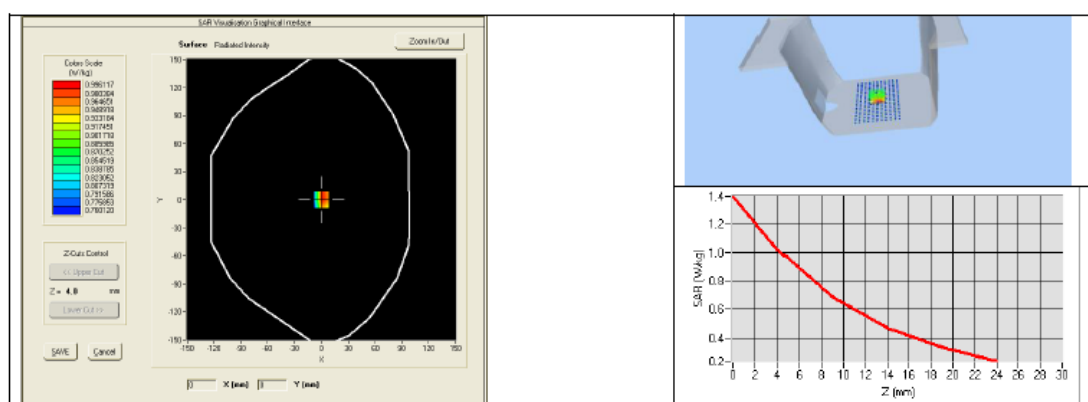 SAR Visualisation Graphical Interface
Surface Radiated Intensity
Zoom In/Out
Colors Scale
(W/kg)
0.996117
0.980384
0.964651
0.948918
0.933184
0.917451
0.901718
0.885985
0.870252
0.854519
0.838785
0.823052
0.807319
0.791586
0.775853
0.760120
Z-Cuts Control
<< Upper Cut
Z = 4.0 mm
Lower Cut >>
SAVE
Cancel
150
120
90
60
30
0
-30
-60
-90
-120
-150
Y
-150 -120 -90 -60 -30 0 30 60 90 120 150
X
0 X (mm) 0 Y (mm)
1.4
1.0
0.8
0.6
0.4
0.2
SAR (W/kg)
0 2 4 6 8 10 12 14 16 18 20 22 24 26 28 30
Z (mm)